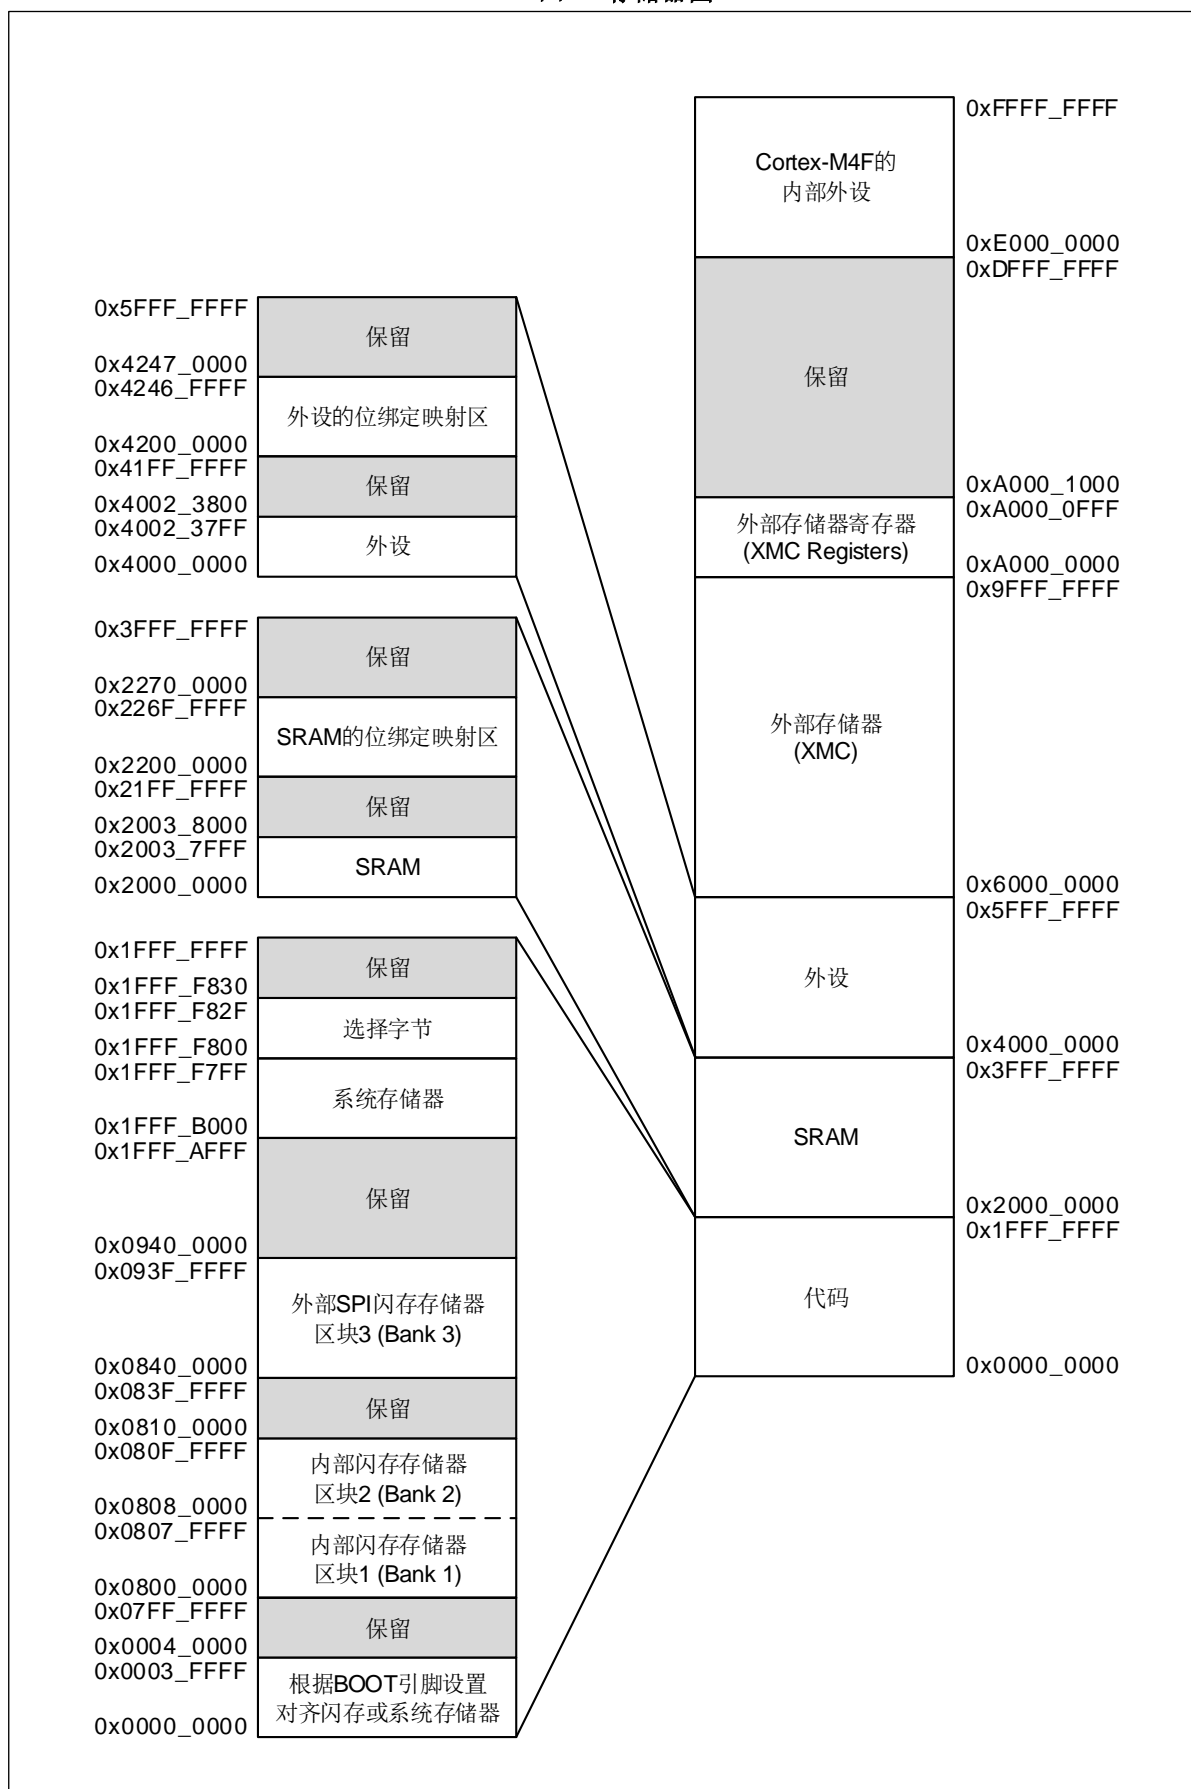 0xFFFF_FFFF
Cortex-M4F的
内部外设
0xE000_0000
0xDFFF_FFFF
保留
0xA000_1000
0xA000_0FFF
外部存储器寄存器
(XMC Registers)
0xA000_0000
0x9FFF_FFFF
外部存储器
(XMC)
0x6000_0000
0x5FFF_FFFF
外设
0x4000_0000
0x3FFF_FFFF
SRAM
0x2000_0000
0x1FFF_FFFF
代码
0x0000_0000
0x5FFF_FFFF
保留
0x4247_0000
0x4246_FFFF
外设的位绑定映射区
0x4200_0000
0x41FF_FFFF
保留
0x4002_3800
0x4002_37FF
外设
0x4000_0000
0x3FFF_FFFF
保留
0x2270_0000
0x226F_FFFF
SRAM的位绑定映射区
0x2200_0000
0x21FF_FFFF
保留
0x2003_8000
0x2003_7FFF
SRAM
0x2000_0000
0x1FFF_FFFF
保留
0x1FFF_F830
0x1FFF_F82F
选择字节
0x1FFF_F800
0x1FFF_F7FF
系统存储器
0x1FFF_B000
0x1FFF_AFFF
保留
0x0940_0000
0x093F_FFFF
外部SPI闪存存储器
区块3 (Bank 3)
0x0840_0000
0x083F_FFFF
保留
0x0810_0000
0x080F_FFFF
内部闪存存储器
区块2 (Bank 2)
0x0808_0000
0x0807_FFFF
内部闪存存储器
区块1 (Bank 1)
0x0800_0000
0x07FF_FFFF
保留
0x0004_0000
0x0003_FFFF
根据BOOT引脚设置
对齐闪存或系统存储器
0x0000_0000